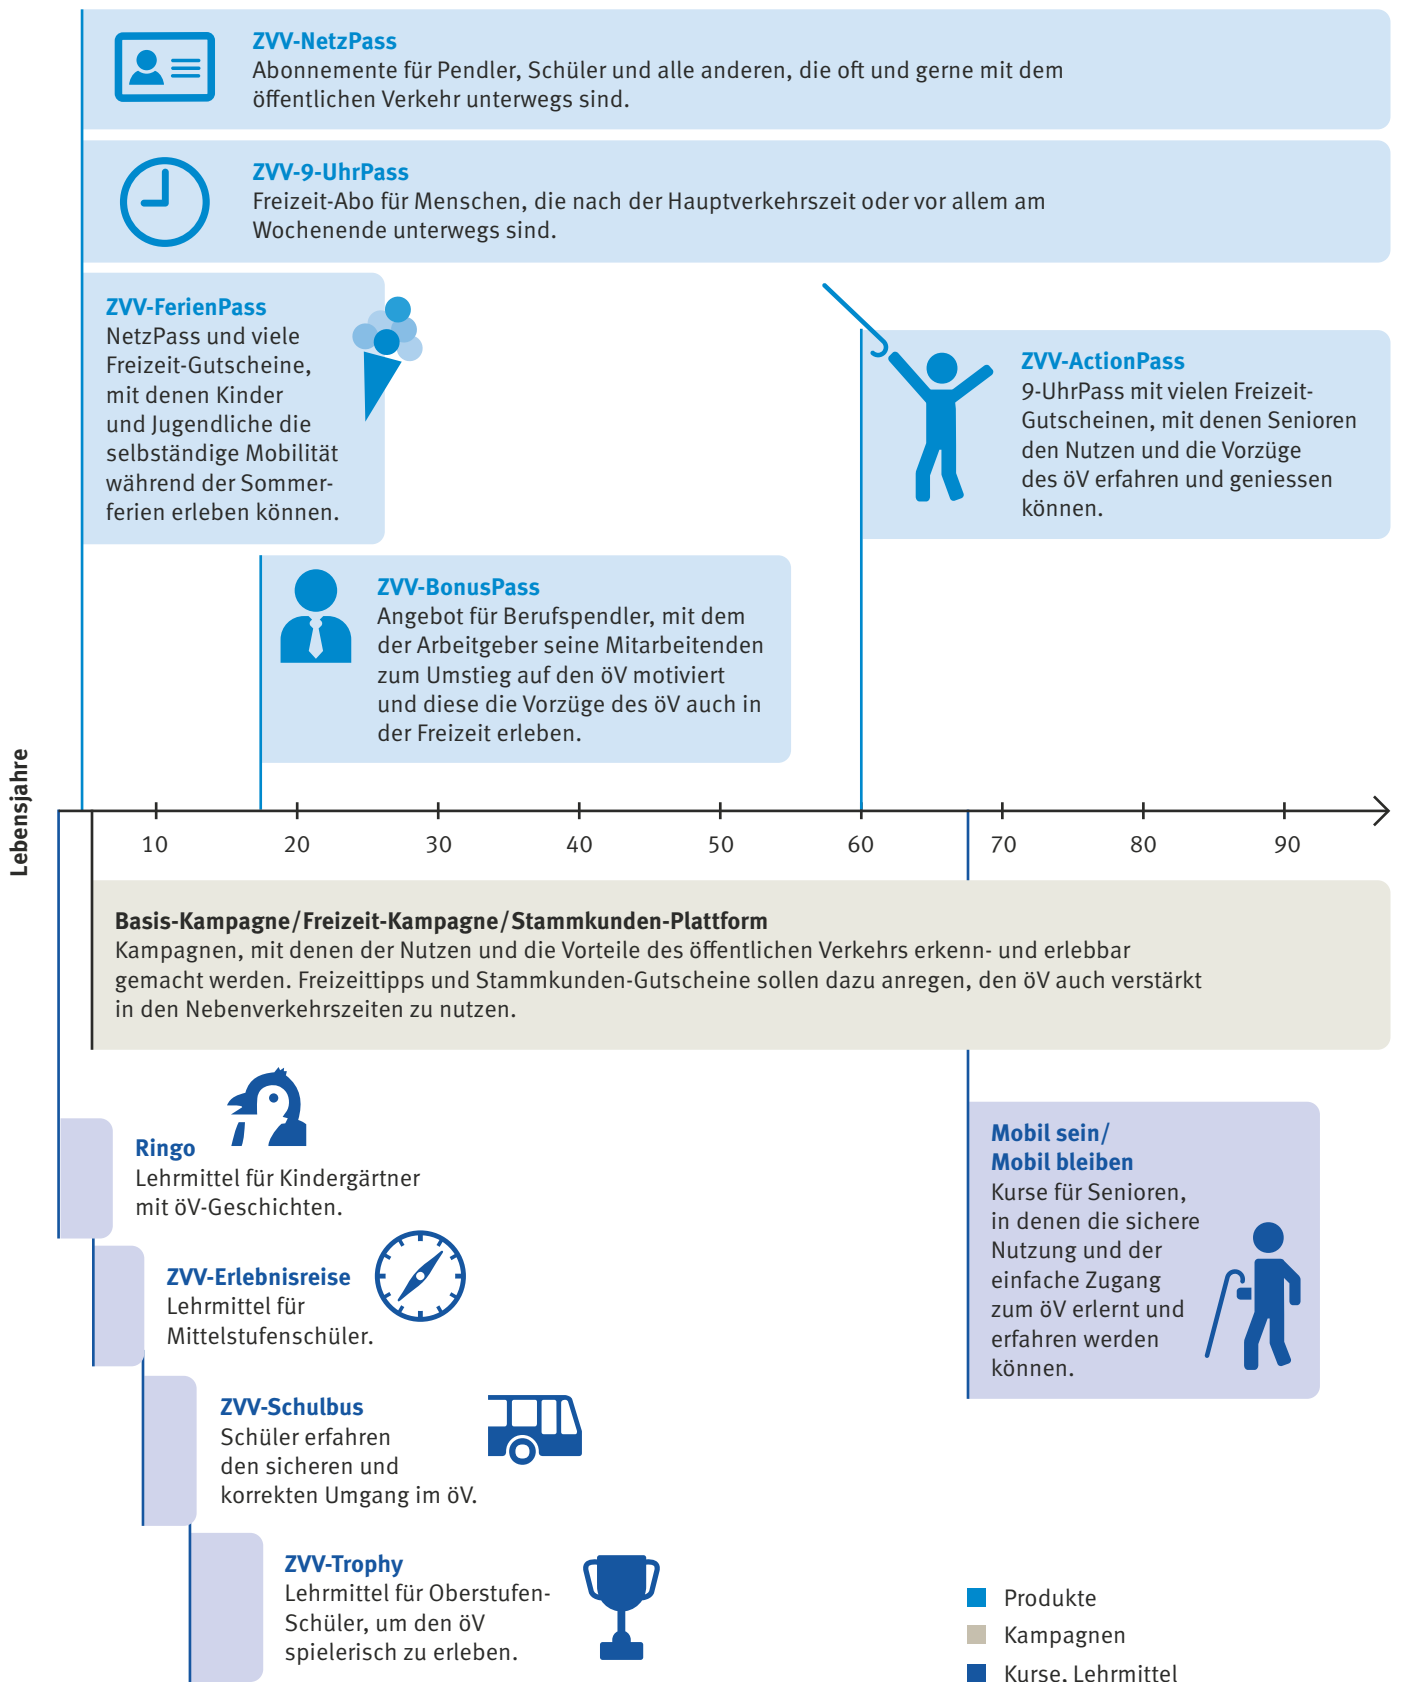 ZVV-NetzPass
Abonnemente für Pendler, Schüler und alle anderen, die oft und gerne mit dem
öffentlichen Verkehr unterwegs sind.
ZVV-9-UhrPass
Freizeit-Abo für Menschen, die nach der Hauptverkehrszeit oder vor allem am
Wochenende unterwegs sind.
ZVV-FerienPass
NetzPass und viele
Freizeit-Gutscheine,
mit denen Kinder
und Jugendliche die
selbständige Mobilität
während der Sommer-
ferien erleben können.
ZVV-ActionPass
9-UhrPass mit vielen Freizeit-
Gutscheinen, mit denen Senioren
den Nutzen und die Vorzüge
des öV erfahren und geniessen
können.
ZVV-BonusPass
Angebot für Berufspendler, mit dem
der Arbeitgeber seine Mitarbeitenden
zum Umstieg auf den öV motiviert
und diese die Vorzüge des öV auch in
der Freizeit erleben.
Lebensjahre
10 20 30 40 50 60 70 80 90
Basis-Kampagne/Freizeit-Kampagne/Stammkunden-Plattform
Kampagnen, mit denen der Nutzen und die Vorteile des öffentlichen Verkehrs erkenn- und erlebbar
gemacht werden. Freizeittipps und Stammkunden-Gutscheine sollen dazu anregen, den öV auch verstärkt
in den Nebenverkehrszeiten zu nutzen.
Ringo
Lehrmittel für Kindergärtner
mit öV-Geschichten.
Mobil sein/
Mobil bleiben
Kurse für Senioren,
in denen die sichere
Nutzung und der
einfache Zugang
zum öV erlernt und
erfahren werden
können.
ZVV-Erlebnisreise
Lehrmittel für
Mittelstufenschüler.
ZVV-Schulbus
Schüler erfahren
den sicheren und
korrekten Umgang im öV.
ZVV-Trophy
Lehrmittel für Oberstufen-
Schüler, um den öV
spielerisch zu erleben.
Produkte
Kampagnen
Kurse, Lehrmittel